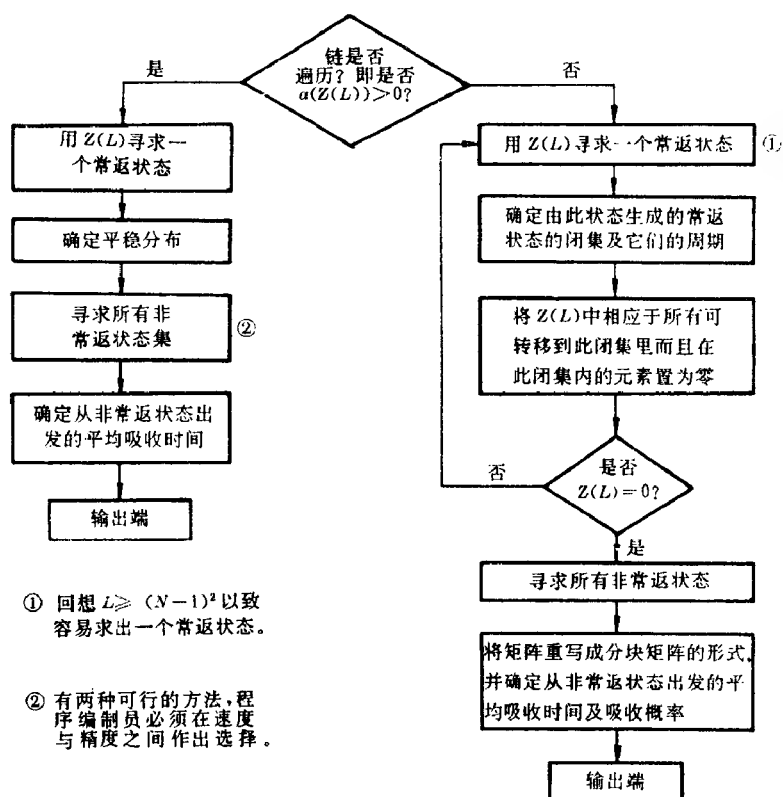 链是否
遍历？即是否
α(Z(L))>0?
是
否
用 Z(L)寻求一
个常返状态
确定平稳分布
寻求所有非
常返状态集
②
确定从非常返状态出
发的平均吸收时间
输出端
用 Z(L)寻求一个常返状态
①
确定由此状态生成的常返
状态的闭集及它们的周期
将 Z(L)中相应于所有可
转移到此闭集里而且在
此闭集内的元素置为零
是否
Z(L)=0?
否
是
寻求所有非常返状态
将矩阵重写成分块矩阵的形式,
并确定从非常返状态出发的平
均吸收时间及吸收概率
输出端
① 回想 L⩾ (N−1)²以致
容易求出一个常返状态。
② 有两种可行的方法,程
序编制员必须在速度
与精度之间作出选择。